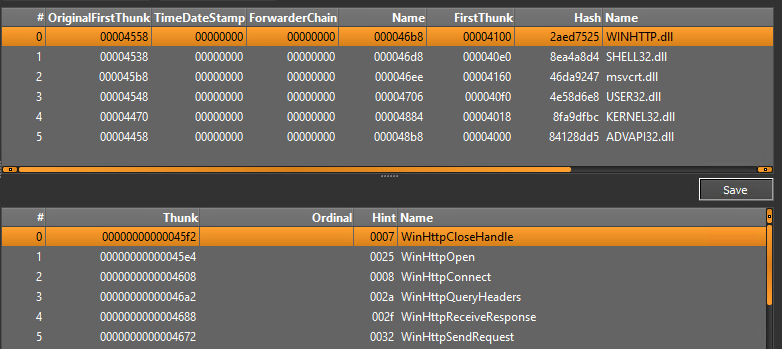 # OriginalFirstThunk TimeDateStamp ForwarderChain Name FirstThunk Hash Name
0 00004558 00000000 00000000 000046b8 00004100 2aed7525 WINHTTP.dll
1 00004538 00000000 00000000 000046d8 000040e0 8ea4a8d4 SHELL32.dll
2 000045b8 00000000 00000000 000046ee 00004160 46da9247 msvcrt.dll
3 00004548 00000000 00000000 00004706 000040f0 4e58d6e8 USER32.dll
4 00004470 00000000 00000000 00004884 00004018 8fa9dfbc KERNEL32.dll
5 00004458 00000000 00000000 000048b8 00004000 84128dd5 ADVAPI32.dll
Save
# Thunk Ordinal Hint Name
0 00000000000045f2 0007 WinHttpCloseHandle
1 00000000000045e4 0025 WinHttpOpen
2 0000000000004608 0008 WinHttpConnect
3 00000000000046a2 002a WinHttpQueryHeaders
4 0000000000004688 002f WinHttpReceiveResponse
5 0000000000004672 0032 WinHttpSendRequest